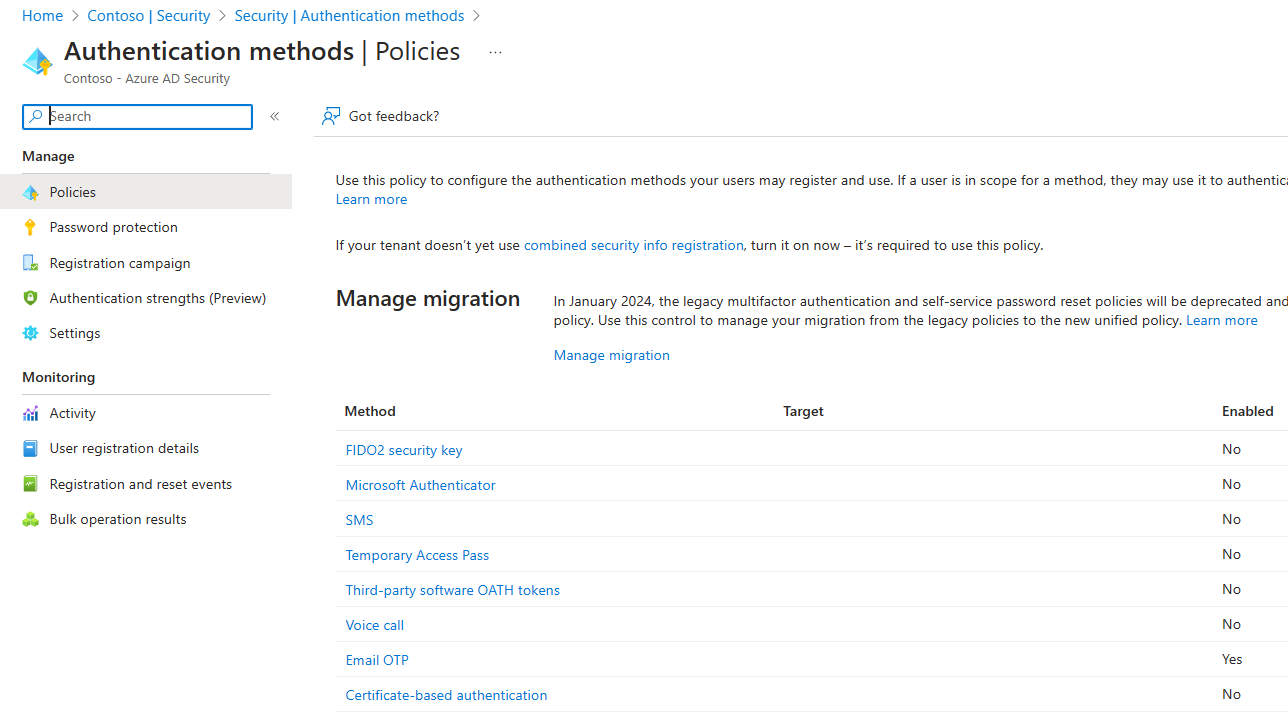 Home > Contoso | Security > Security | Authentication methods >
Authentication methods | Policies ...
Contoso - Azure AD Security
Search «
Manage
Policies
Password protection
Registration campaign
Authentication strengths (Preview)
Settings
Monitoring
Activity
User registration details
Registration and reset events
Bulk operation results
Got feedback?
Use this policy to configure the authentication methods your users may register and use. If a user is in scope for a method, they may use it to authentica
Learn more
If your tenant doesn’t yet use combined security info registration, turn it on now – it’s required to use this policy.
Manage migration
In January 2024, the legacy multifactor authentication and self-service password reset policies will be deprecated and
policy. Use this control to manage your migration from the legacy policies to the new unified policy. Learn more
Manage migration
Method Target Enabled
FIDO2 security key No
Microsoft Authenticator No
SMS No
Temporary Access Pass No
Third-party software OATH tokens No
Voice call No
Email OTP Yes
Certificate-based authentication No